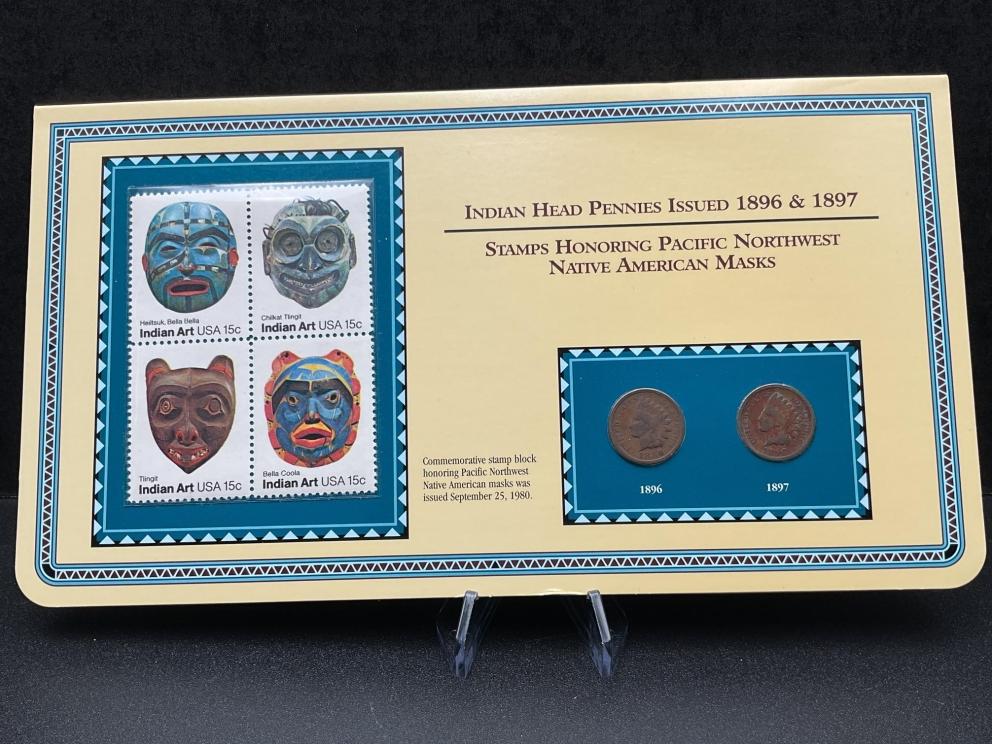 INDIAN HEAD PENNIES ISSUED 1896 & 1897
STAMPS HONORING PACIFIC NORTHWEST
NATIVE AMERICAN MASKS
Heiltsuk, Bella Bella
Indian Art USA 15c
Chilkat Tlingit
Indian Art USA 15c
Tlingit
Indian Art USA 15c
Bella Coola
Indian Art USA 15c
Commemorative stamp block
honoring Pacific Northwest
Native American masks was
issued September 25, 1980.
1896
1897